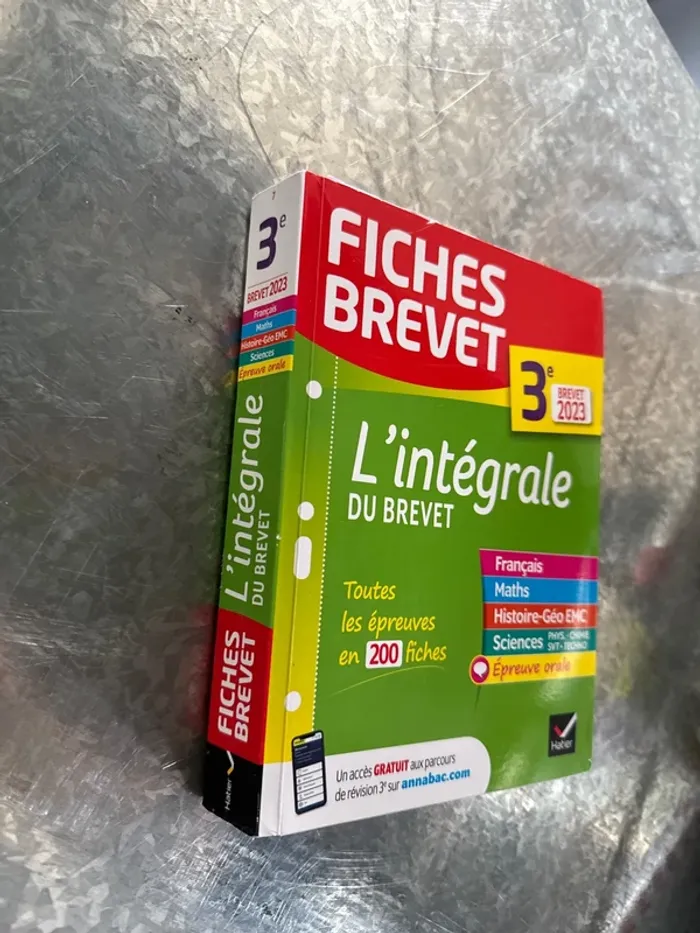 3e
BREVET 2023
Français
Maths
Histoire-Géo EMC
Sciences
Épreuve orale
L'intégrale
DU BREVET
FICHES
BREVET
Hatier
FICHES
BREVET
3e
BREVET
2023
L'intégrale
DU BREVET
Toutes
les épreuves
en 200 fiches
Français
Maths
Histoire-Géo EMC
Sciences PHYS.-CHIMIE
SVT-TECHNO
Épreuve orale
Hatier
Un accès GRATUIT aux parcours
de révision 3e sur annabac.com